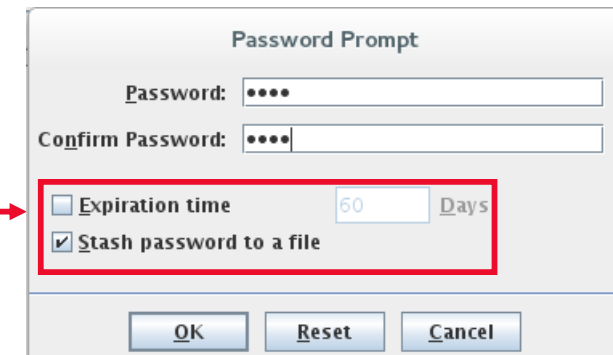 Password Prompt
Password: ••••
Confirm Password: ••••
Expiration time 60 Days
Stash password to a file
OK Reset Cancel